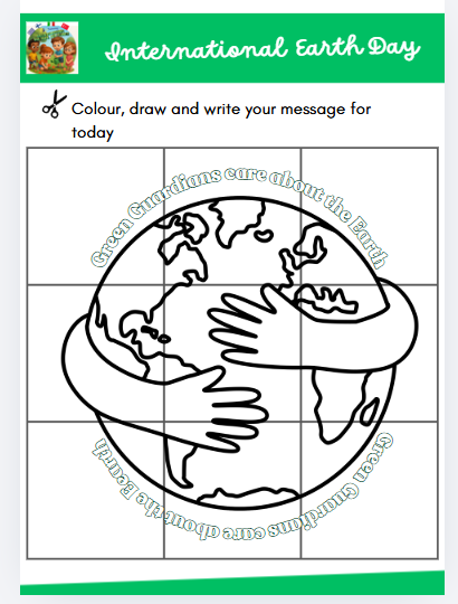 International Earth Day
Colour, draw and write your message for
today
Green Guardians care about the Earth
Green Guardians care about the Eearth